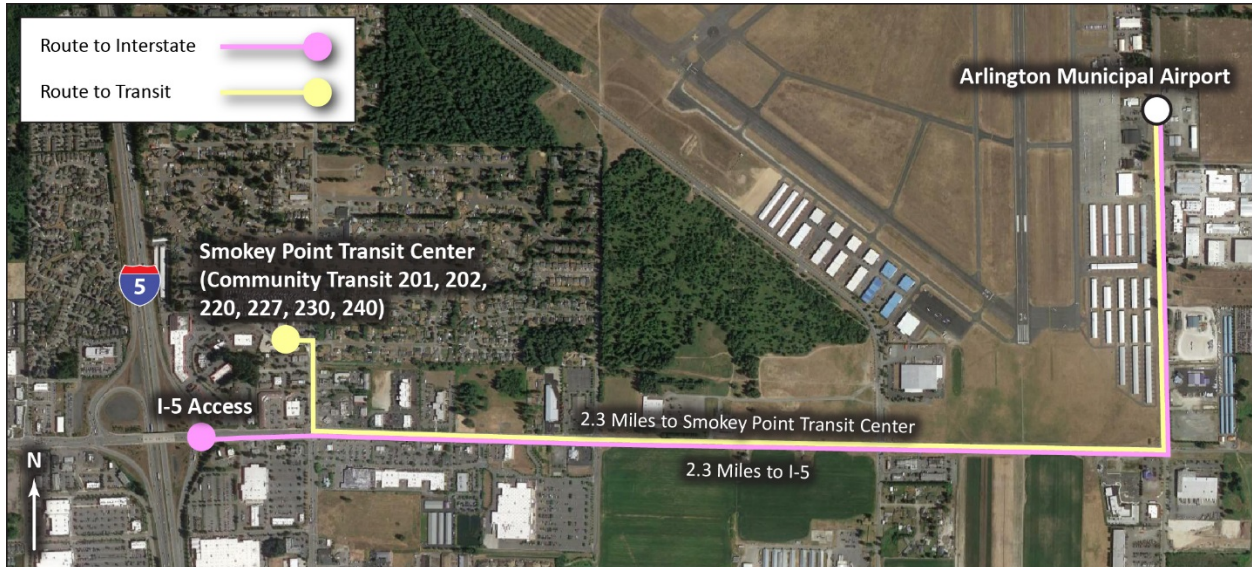 Route to Interstate
Route to Transit
Arlington Municipal Airport
Smokey Point Transit Center
(Community Transit 201, 202,
220, 227, 230, 240)
5
I-5 Access
2.3 Miles to Smokey Point Transit Center
2.3 Miles to I-5
N